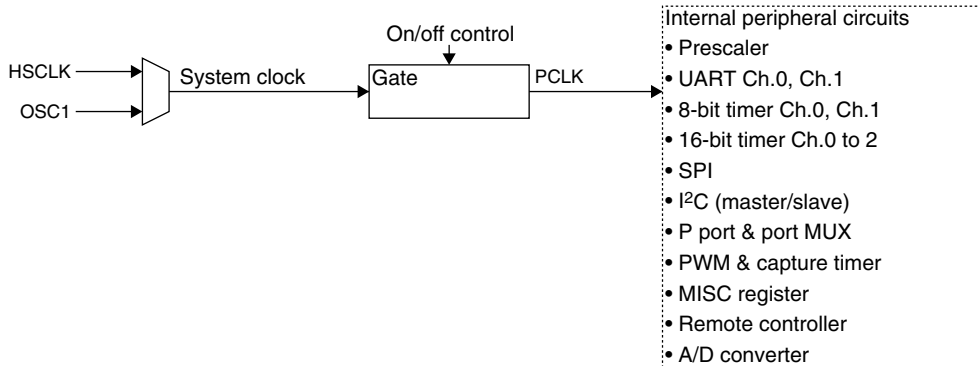 Internal peripheral circuits
On/off control
• Prescaler
HSCLK
System clock
Gate
PCLK
• UART Ch.0, Ch.1
OSC1
• 8-bit timer Ch.0, Ch.1
• 16-bit timer Ch.0 to 2
• SPI
• I²C (master/slave)
• P port & port MUX
• PWM & capture timer
• MISC register
• Remote controller
• A/D converter